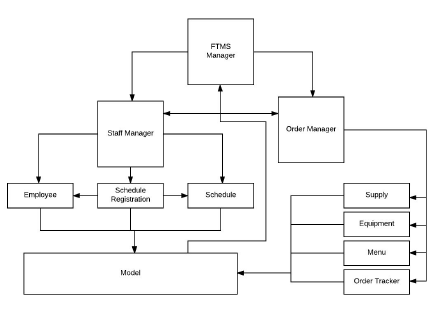 FTMS
Manager
Staff Manager
Order Manager
Employee
Schedule
Registration
Schedule
Supply
Equipment
Menu
Order Tracker
Model